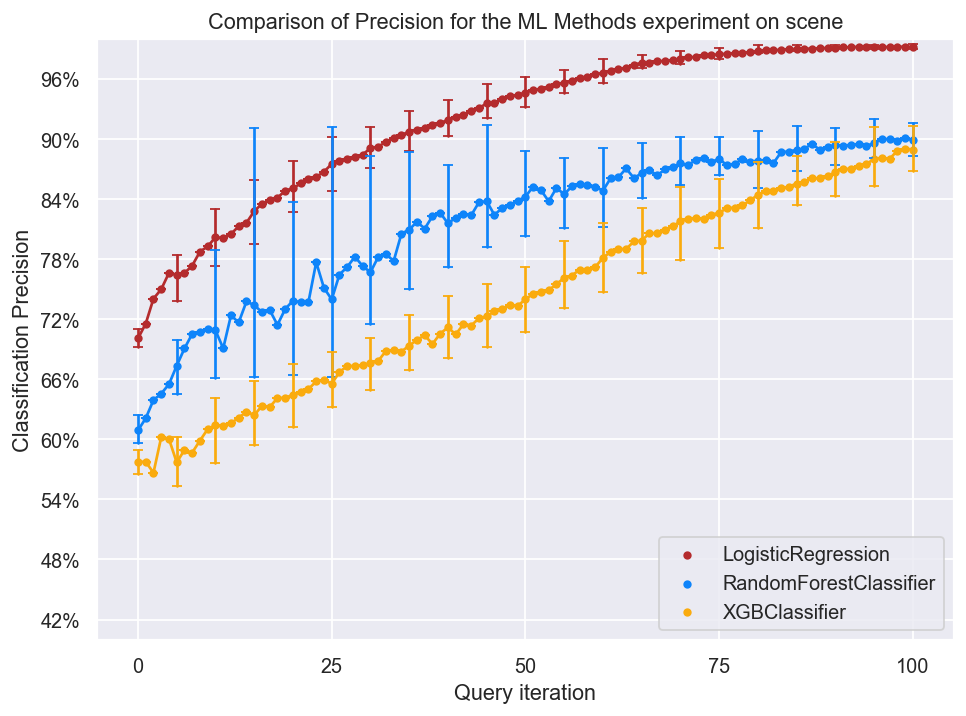 Comparison of Precision for the ML Methods experiment on scene
96%
90%
84%
78%
72%
66%
60%
54%
48%
42%
Classification Precision
LogisticRegression
RandomForestClassifier
XGBClassifier
0 25 50 75 100
Query iteration